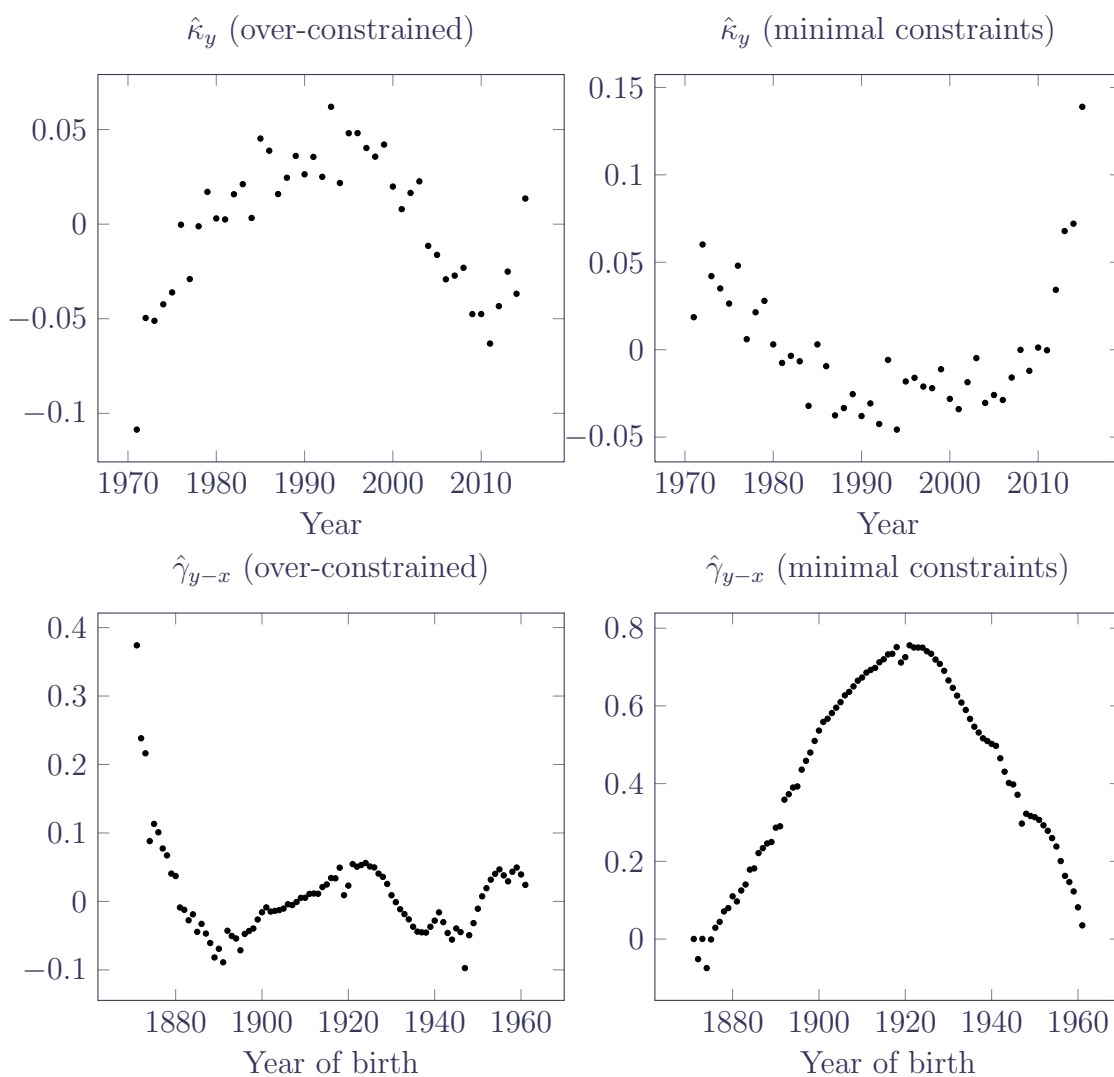 κ̂_y (over-constrained)
κ̂_y (minimal constraints)
0.05
0
−0.05
−0.1
1970 1980 1990 2000 2010
Year
0.15
0.1
0.05
0
−0.05
1970 1980 1990 2000 2010
Year
γ̂_{y−x} (over-constrained)
γ̂_{y−x} (minimal constraints)
0.4
0.3
0.2
0.1
0
−0.1
1880 1900 1920 1940 1960
Year of birth
0.8
0.6
0.4
0.2
0
1880 1900 1920 1940 1960
Year of birth